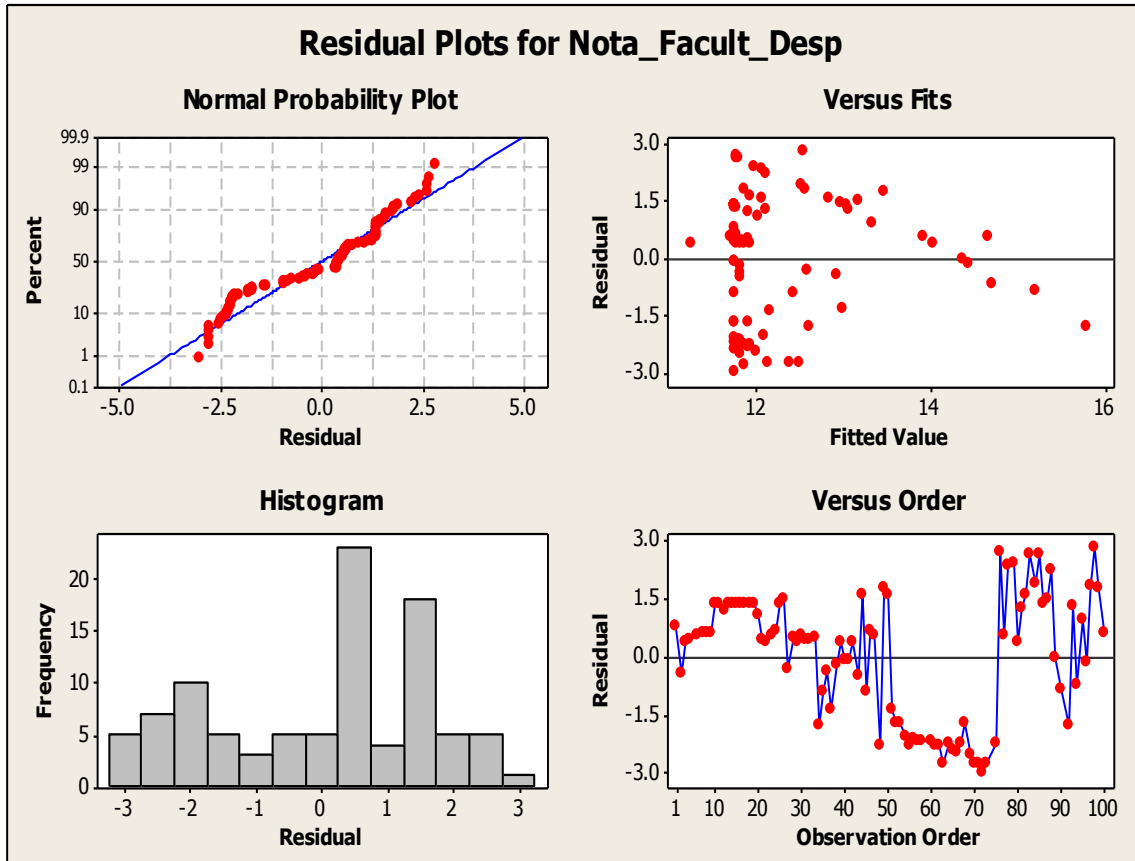 Residual Plots for Nota_Facult_Desp
Normal Probability Plot
99.9
99
90
50
10
1
0.1
Percent
-5.0 -2.5 0.0 2.5 5.0
Residual
Versus Fits
3.0
1.5
0.0
-1.5
-3.0
Residual
12 14 16
Fitted Value
Histogram
20
15
10
5
0
Frequency
-3 -2 -1 0 1 2 3
Residual
Versus Order
3.0
1.5
0.0
-1.5
-3.0
Residual
1 10 20 30 40 50 60 70 80 90 100
Observation Order